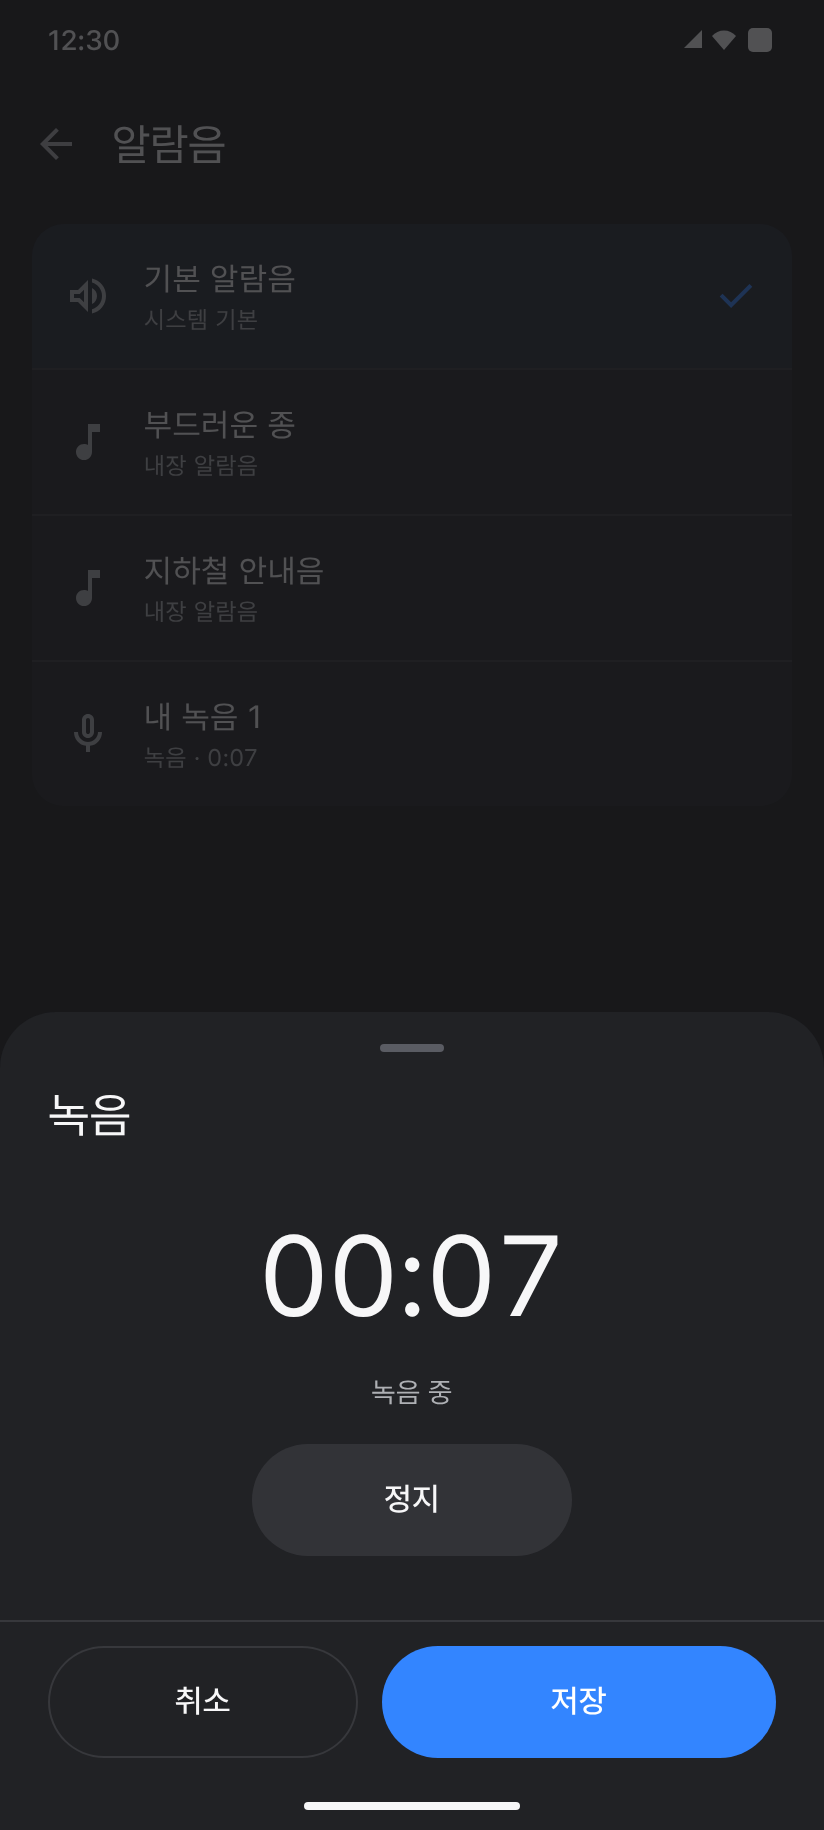 12:30
알람음
기본 알람음
시스템 기본
부드러운 종
내장 알람음
지하철 안내음
내장 알람음
내 녹음 1
녹음 · 0:07
녹음
00:07
녹음 중
정지
취소
저장